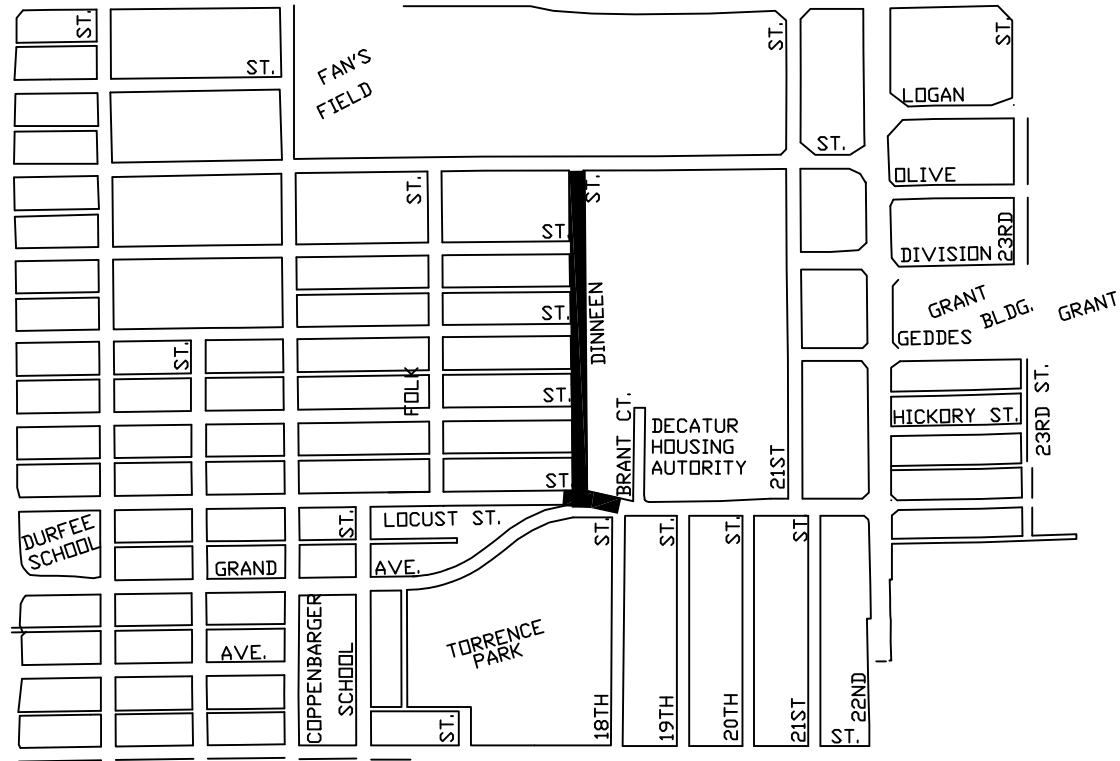 ST.
ST.
ST.
ST.
FAN'S
FIELD
LOGAN
ST.
OLIVE
ST.
ST.
ST.
DIVISION
23RD
GRANT
BLDG.
GRANT
GEDDES
ST.
DINNEEN
ST.
FOLK
ST.
BRANT CT.
HICKORY ST.
23RD ST.
DECATUR
HOUSING
AUTORITY
21ST
ST.
DURFEE
SCHOOL
ST.
LOCUST ST.
ST.
ST.
ST.
ST.
GRAND
AVE.
AVE.
COPPENBARGER
SCHOOL
TORRENCE
PARK
ST.
18TH
19TH
20TH
21ST
22ND
ST.